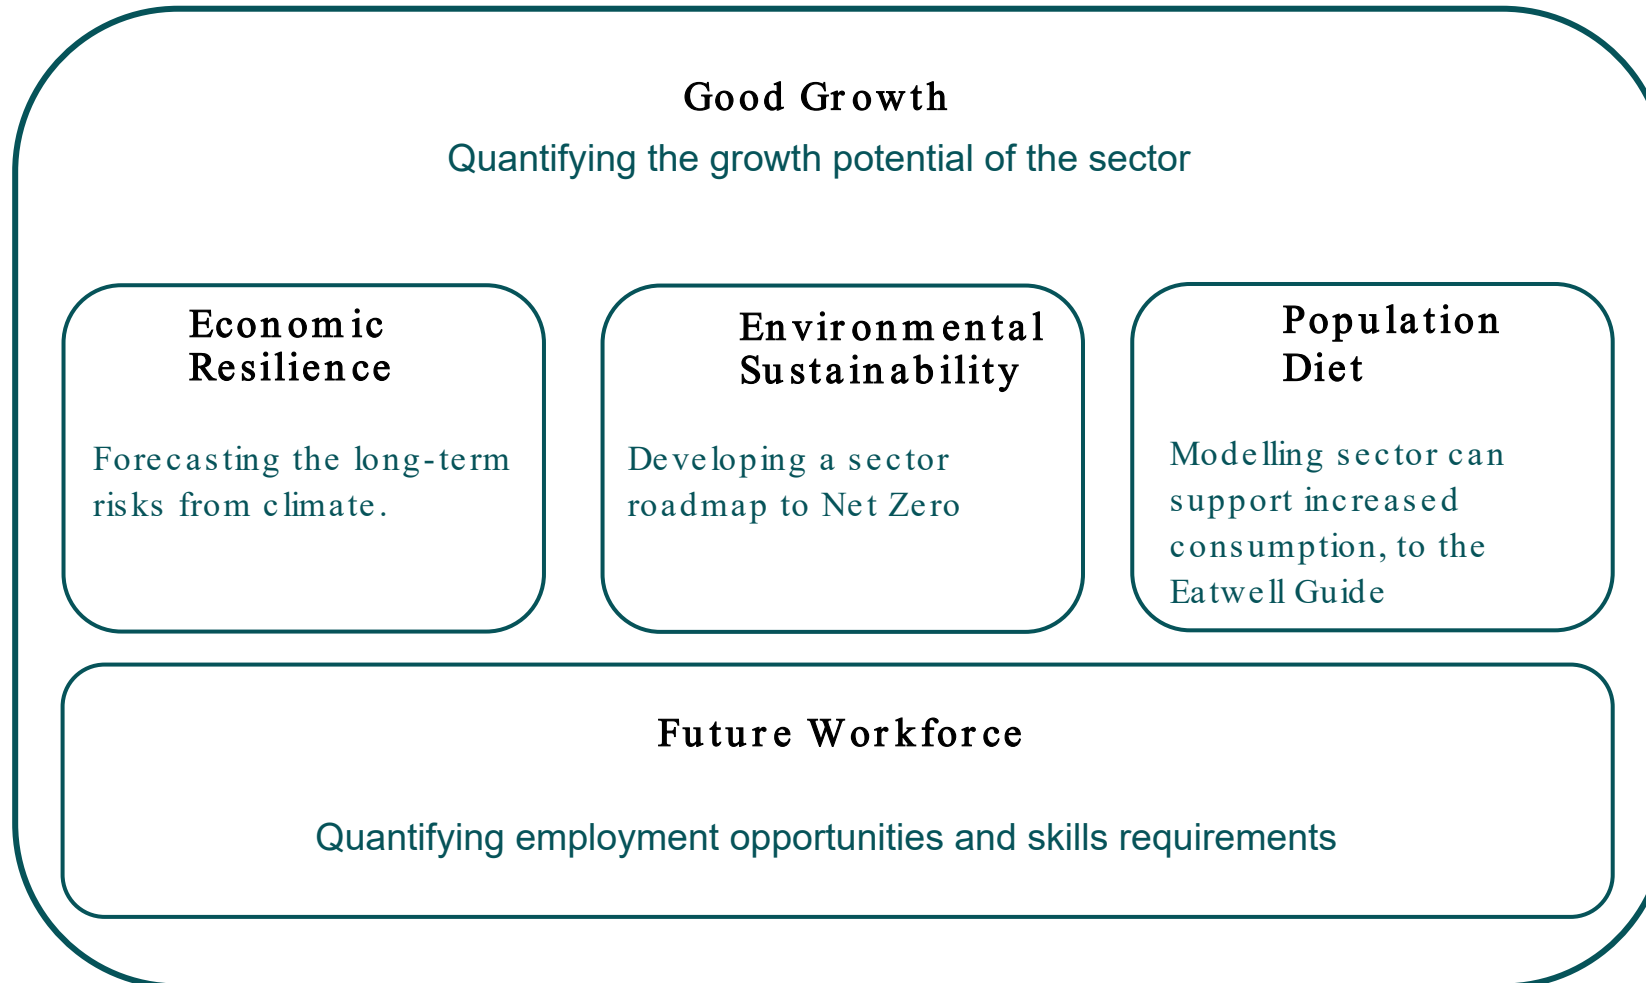 Good Growth
Quantifying the growth potential of the sector
Economic
Resilience
Forecasting the long-term
risks from climate.
Environmental
Sustainability
Developing a sector
roadmap to Net Zero
Population
Diet
Modelling sector can
support increased
consumption, to the
Eatwell Guide
Future Workforce
Quantifying employment opportunities and skills requirements